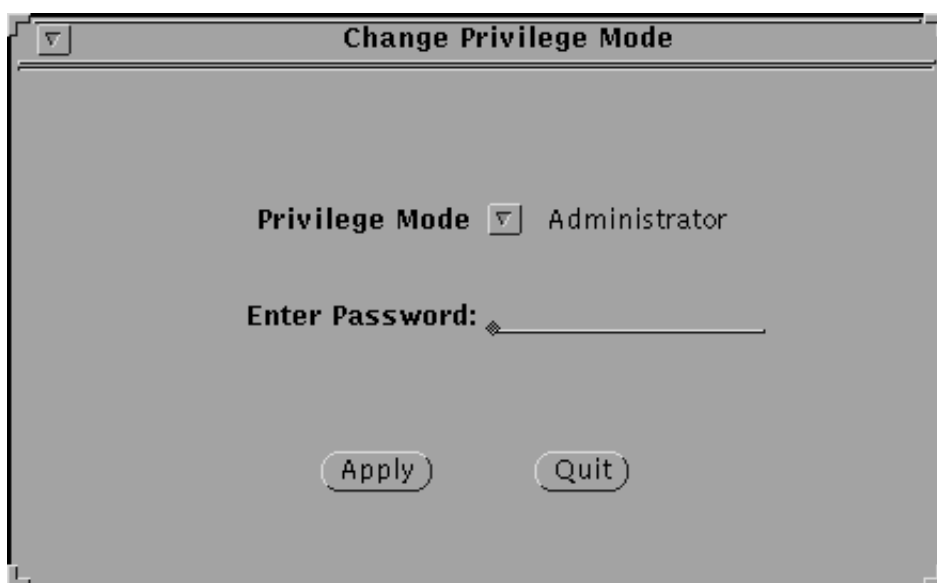 Change Privilege Mode
Privilege Mode Administrator
Enter Password:
Apply Quit